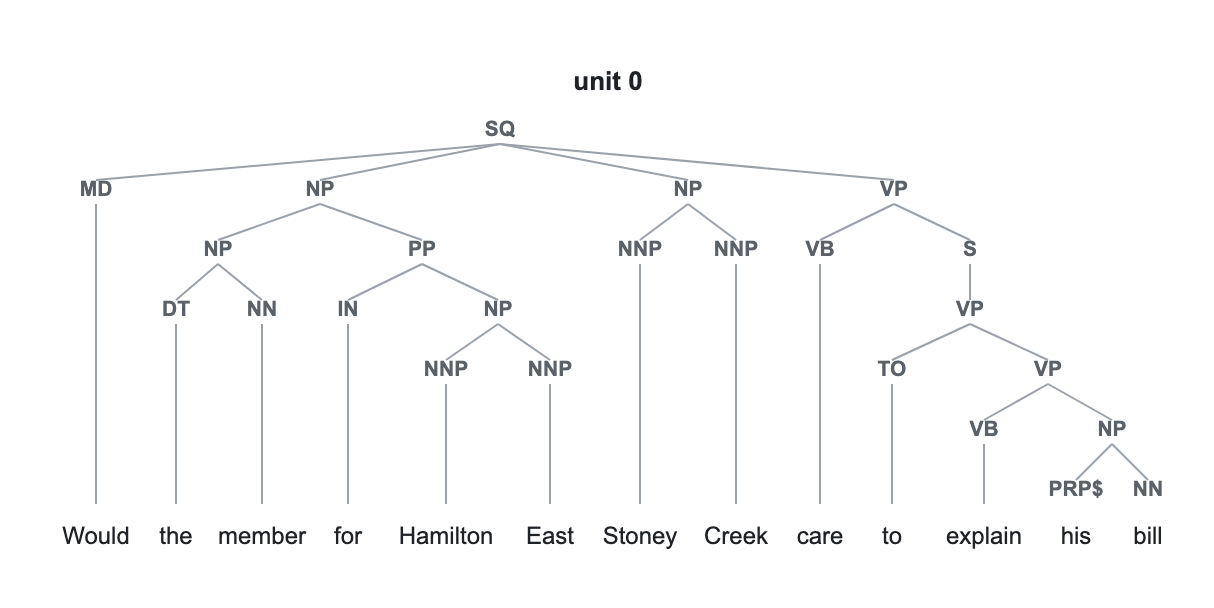 unit 0
SQ
MD NP NP VP
NP PP NNP NNP VB S
DT NN IN NP VP
NNP NNP TO VP
VB NP
PRP$ NN
Would the member for Hamilton East Stoney Creek care to explain his bill